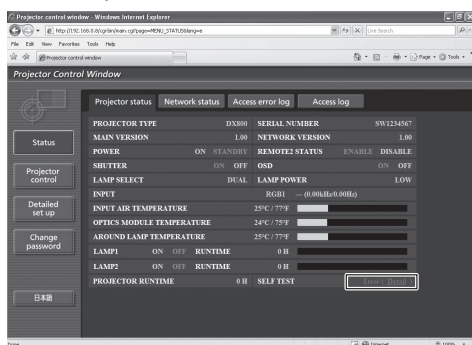 Projector control window - Windows Internet Explorer
http://192.168.0.8/cgi-bin/main.cgi?page=MENU_STATUS&lang=e
Live Search
File Edit View Favorites Tools Help
Projector control window
Page Tools
Projector Control Window
Projector status Network status Access error log Access log
Status
Projector control
Detailed set up
Change password
日本語
PROJECTOR TYPE DX800 SERIAL NUMBER SW1234567
MAIN VERSION 1.00 NETWORK VERSION 1.00
POWER ON STANDBY REMOTE2 STATUS ENABLE DISABLE
SHUTTER ON OFF OSD ON OFF
LAMP SELECT DUAL LAMP POWER LOW
INPUT RGB1 --- (0.00kHz/0.00Hz)
INPUT AIR TEMPERATURE 25°C / 77°F
OPTICS MODULE TEMPERATURE 24°C / 75°F
AROUND LAMP TEMPERATURE 25°C / 77°F
LAMP1 ON OFF RUNTIME 0 H
LAMP2 ON OFF RUNTIME 0 H
PROJECTOR RUNTIME 0 H SELF TEST Error ( Detail )
Done Internet 100%